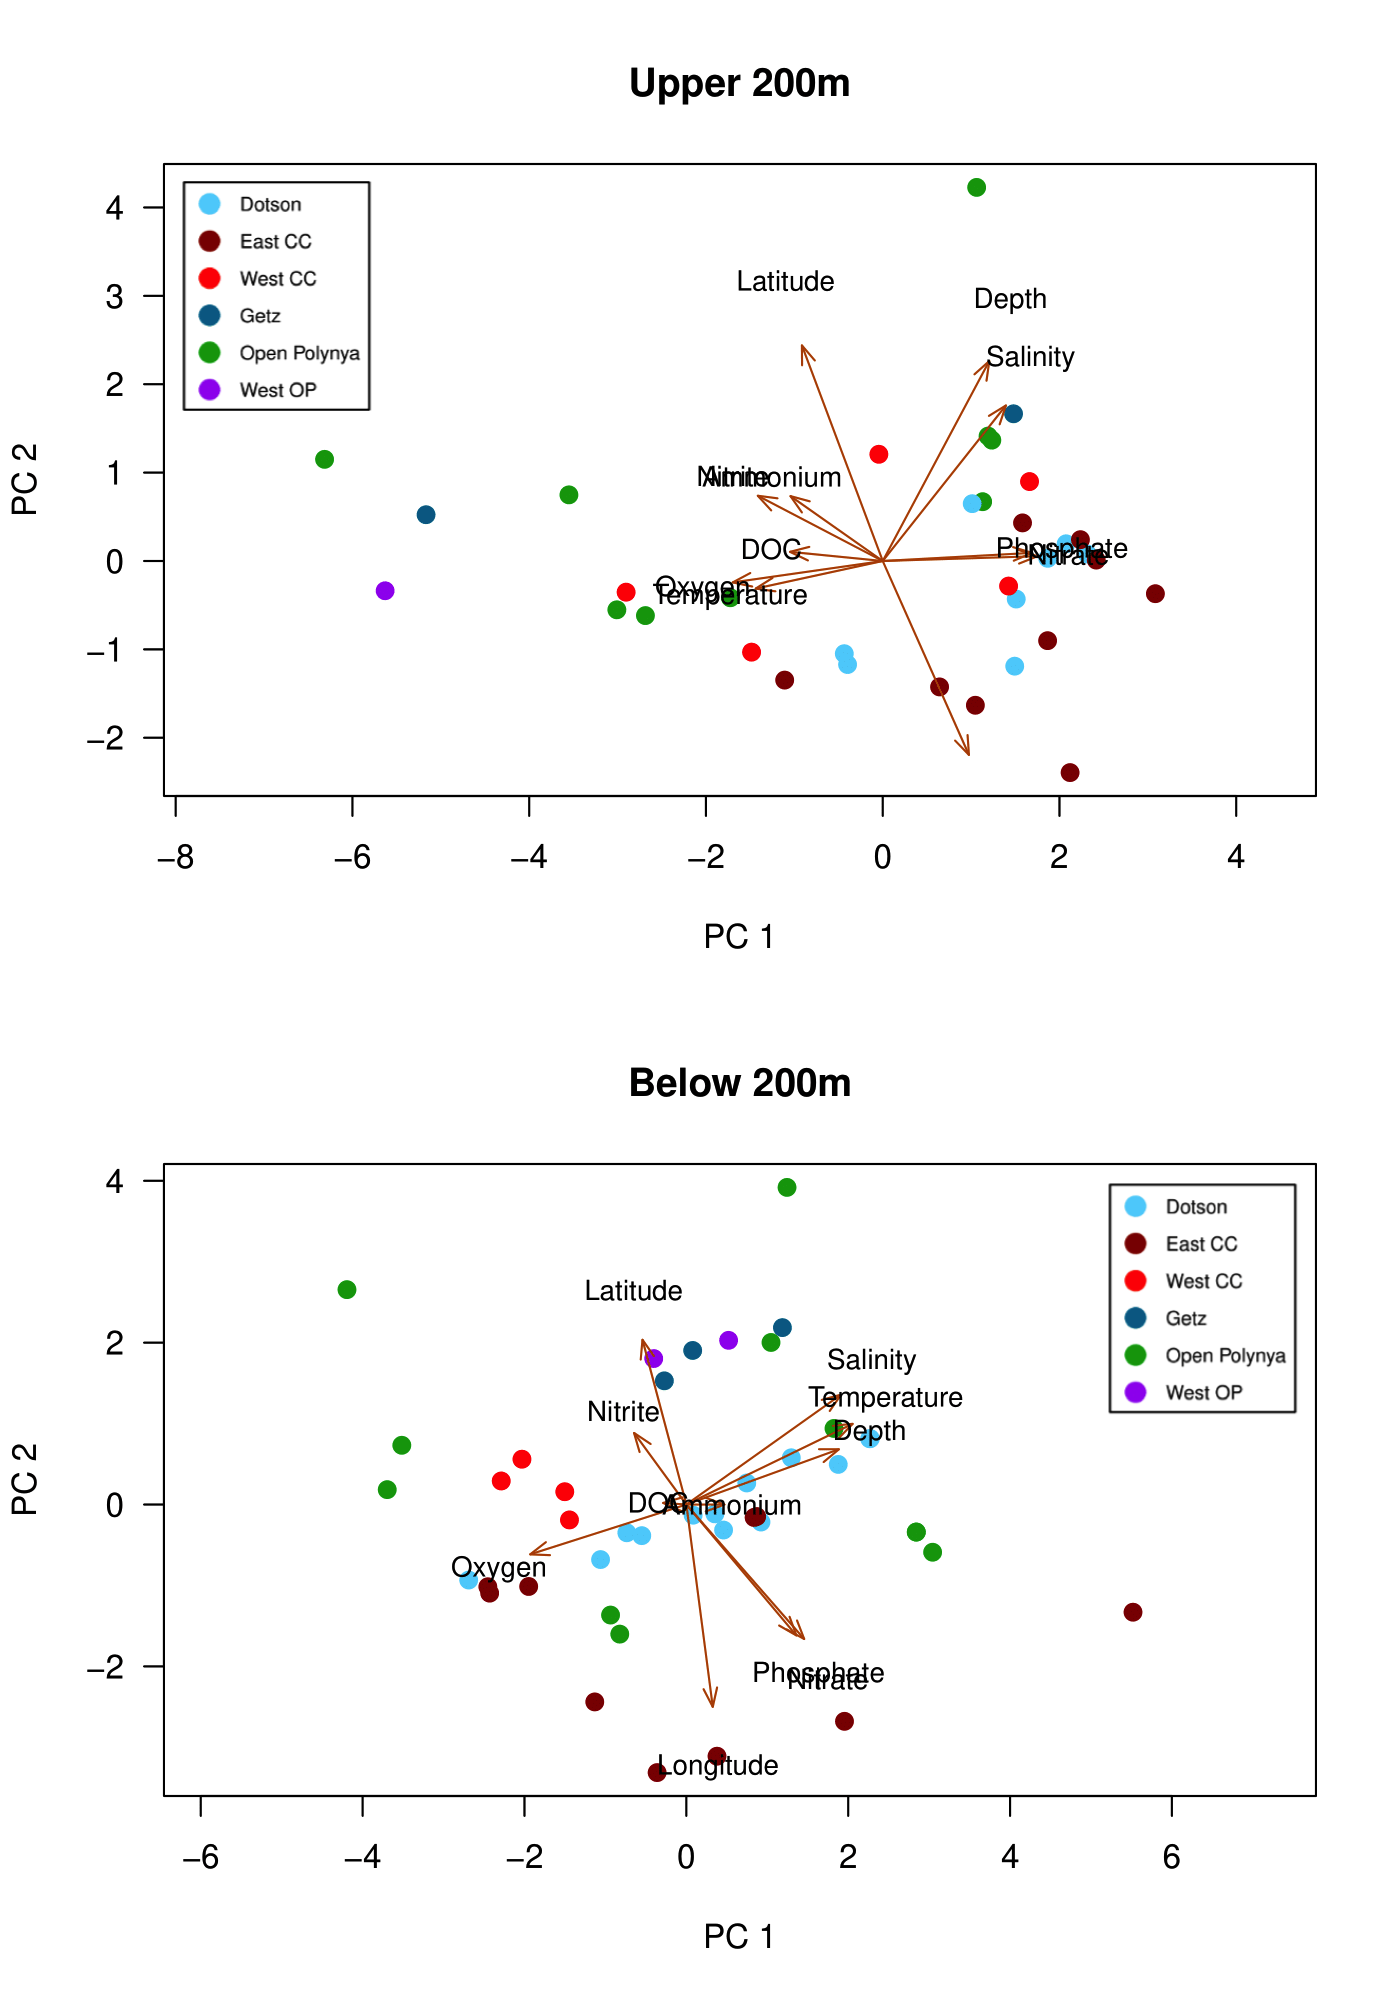 Upper 200m
4
3
2
1
0
−1
−2
PC 2
Dotson
East CC
West CC
Getz
Open Polynya
West OP
Latitude
Depth
Salinity
Nitrite
Ammonium
DOC
Phosphate
Nitrate
Oxygen
Temperature
−8 −6 −4 −2 0 2 4
PC 1
Below 200m
4
2
0
−2
PC 2
Dotson
East CC
West CC
Getz
Open Polynya
West OP
Latitude
Salinity
Temperature
Nitrite
Depth
DOC
Ammonium
Oxygen
Phosphate
Nitrate
Longitude
−6 −4 −2 0 2 4 6
PC 1